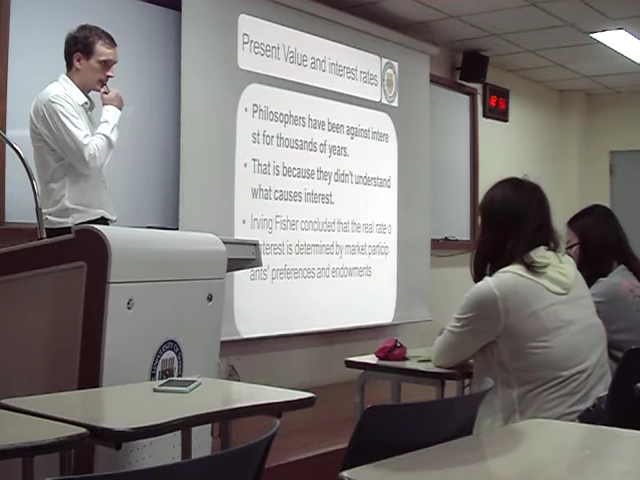 Present Value and interest rates
• Philosophers have been against intere
st for thousands of years.
• That is because they didn't understand
what causes interest.
• Irving Fisher concluded that the real rate o
interest is determined by market particip
ants' preferences and endowments